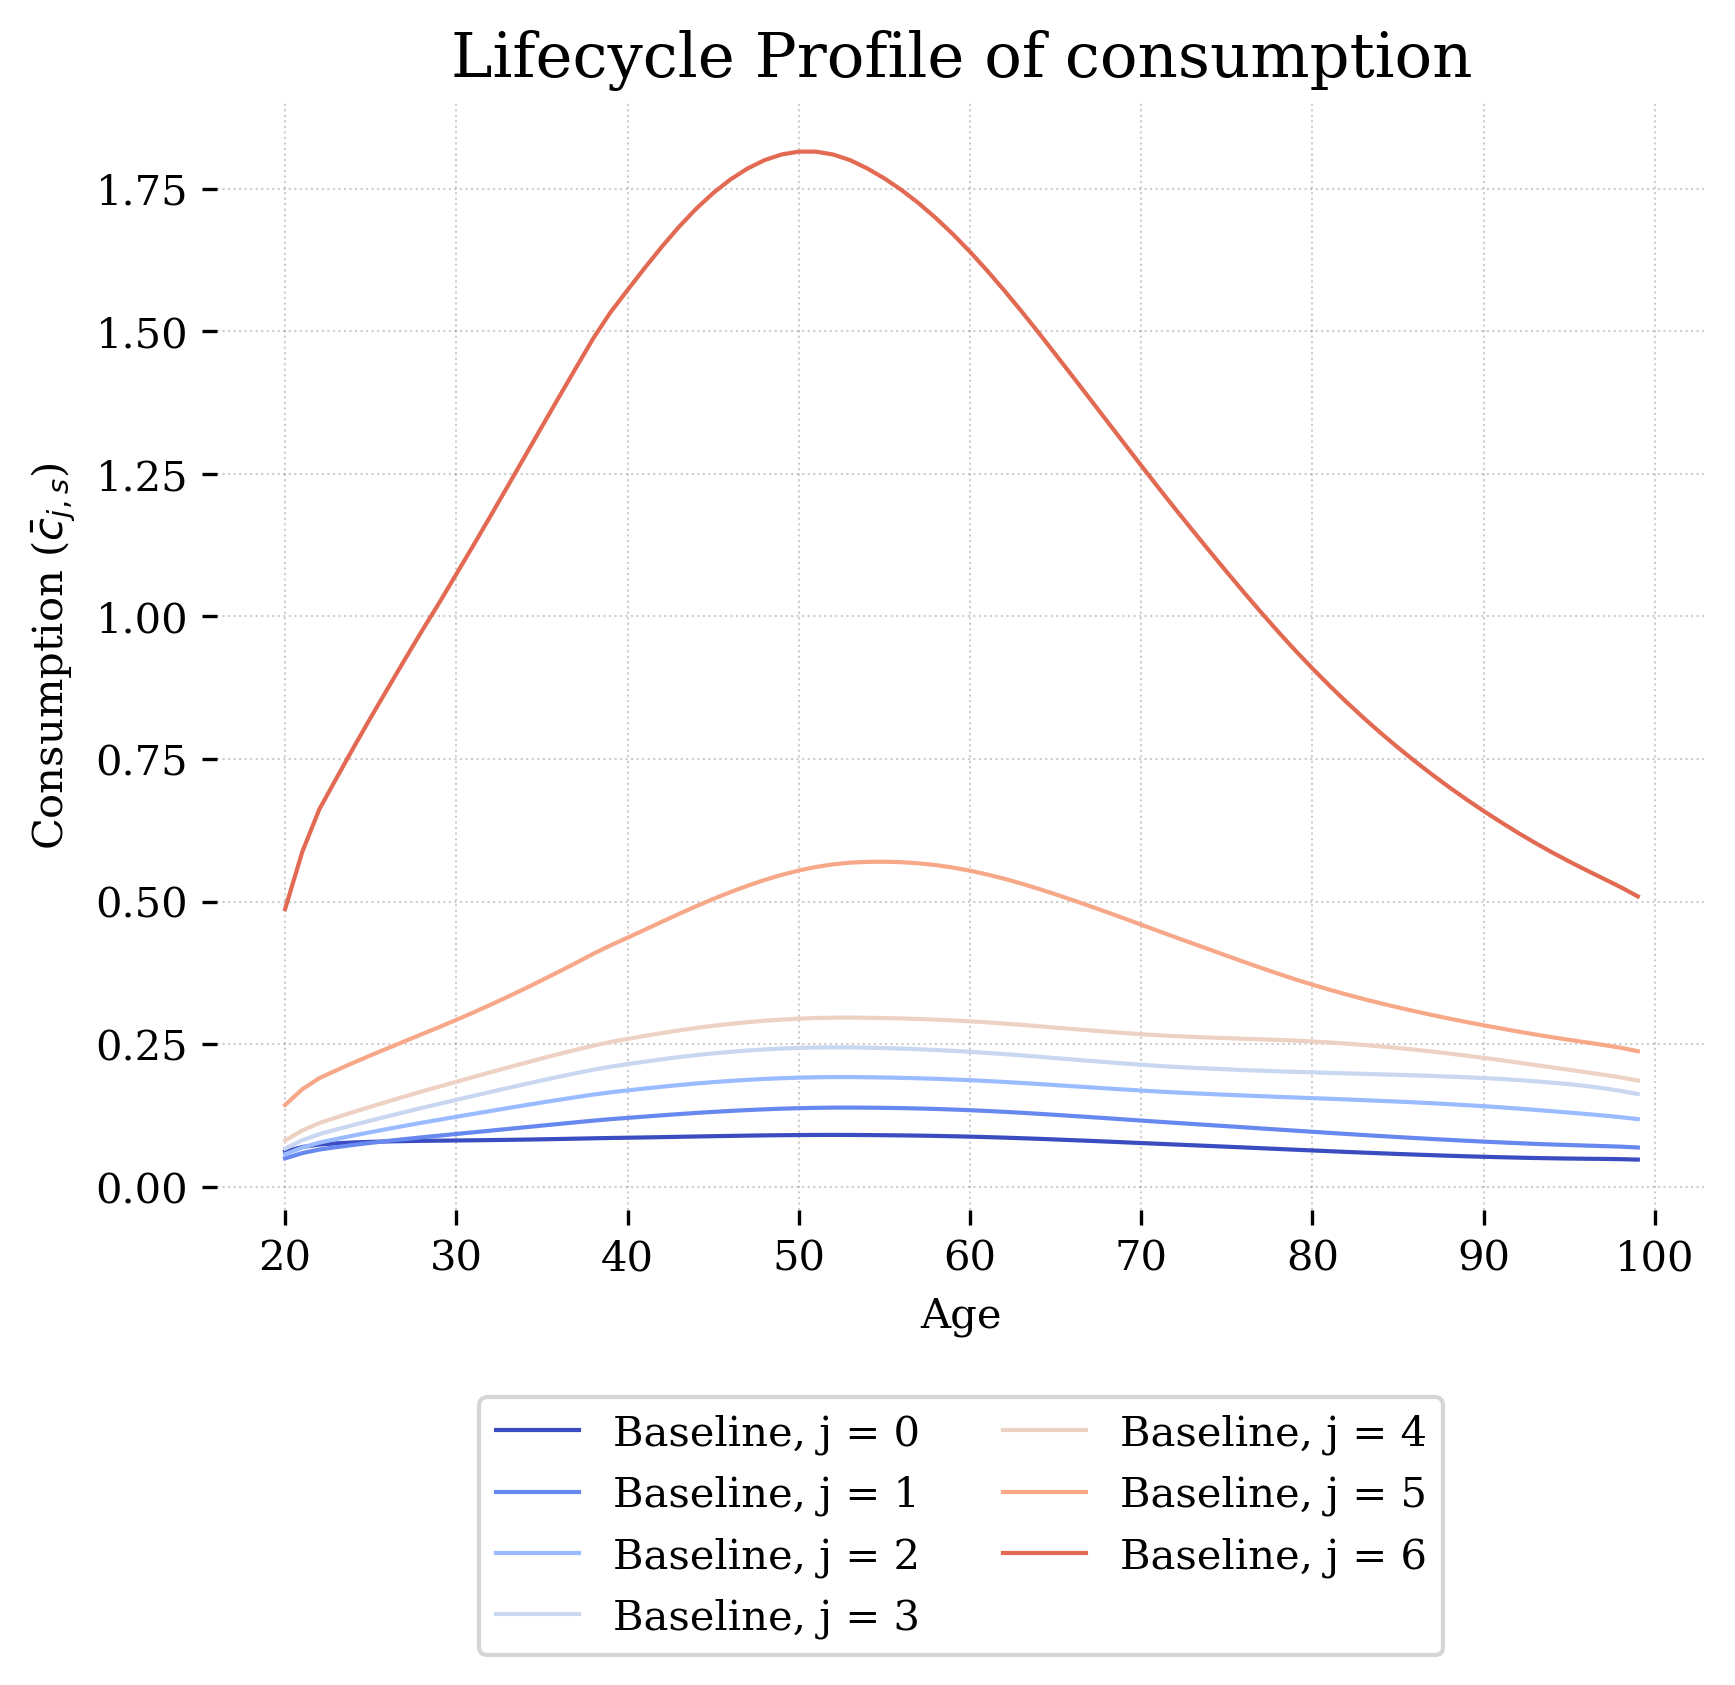 Lifecycle Profile of consumption
Consumption (c̄ⱼ,ₛ)
1.75
1.50
1.25
1.00
0.75
0.50
0.25
0.00
20 30 40 50 60 70 80 90 100
Age
Baseline, j = 0
Baseline, j = 1
Baseline, j = 2
Baseline, j = 3
Baseline, j = 4
Baseline, j = 5
Baseline, j = 6